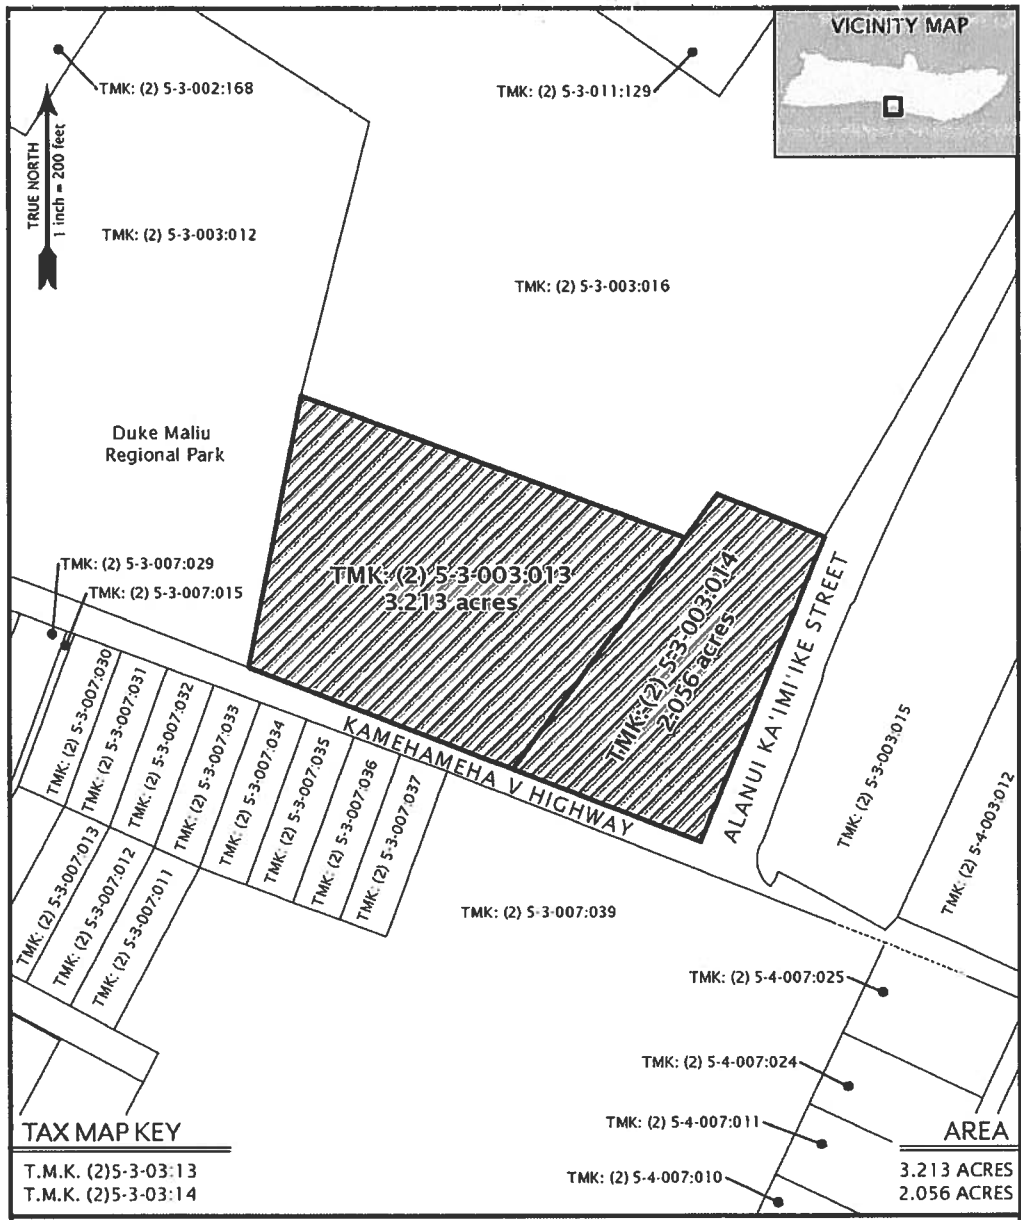 VICINITY MAP
TMK: (2) 5-3-002:168
TMK: (2) 5-3-011:129
TRUE NORTH
1 inch = 200 feet
TMK: (2) 5-3-003:012
TMK: (2) 5-3-003:016
Duke Maliu
Regional Park
TMK: (2) 5-3-007:029
TMK: (2) 5-3-007:015
TMK: (2) 5-3-003:013
3.213 acres
TMK: (2) 5-3-003:014
2.056 acres
ALANUI KA'IMI'IKE STREET
KAMEHAMEHA V HIGHWAY
TMK: (2) 5-3-007:030
TMK: (2) 5-3-007:031
TMK: (2) 5-3-007:032
TMK: (2) 5-3-007:033
TMK: (2) 5-3-007:034
TMK: (2) 5-3-007:035
TMK: (2) 5-3-007:036
TMK: (2) 5-3-007:037
TMK: (2) 5-3-003:015
TMK: (2) 5-4-003:012
TMK: (2) 5-3-007:013
TMK: (2) 5-3-007:012
TMK: (2) 5-3-007:011
TMK: (2) 5-3-007:039
TMK: (2) 5-4-007:025
TMK: (2) 5-4-007:024
TMK: (2) 5-4-007:011
TMK: (2) 5-4-007:010
TAX MAP KEY
T.M.K. (2)5-3-03:13
T.M.K. (2)5-3-03:14
AREA
3.213 ACRES
2.056 ACRES